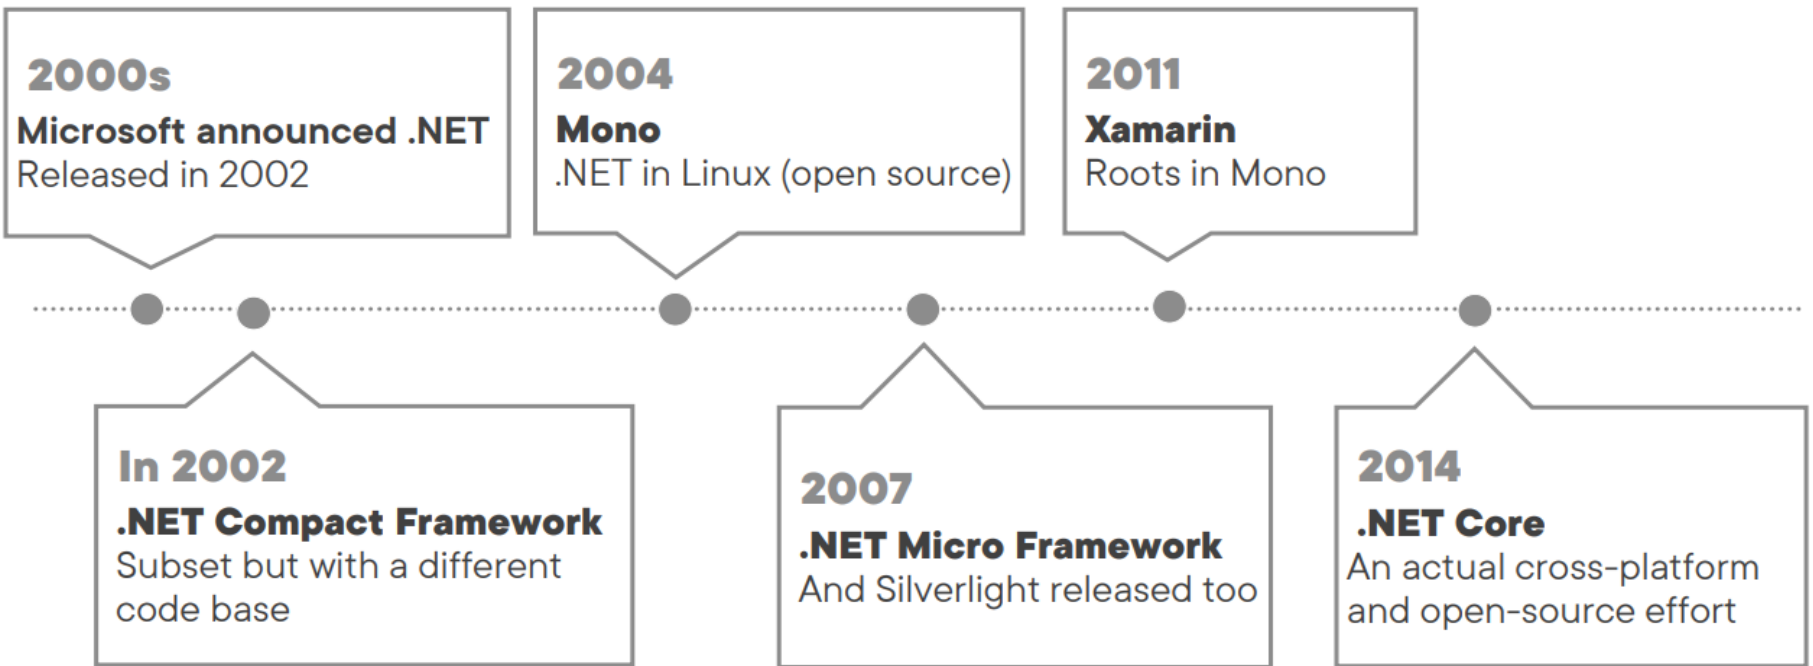 2000s
Microsoft announced .NET
Released in 2002
In 2002
.NET Compact Framework
Subset but with a different
code base
2004
Mono
.NET in Linux (open source)
2007
.NET Micro Framework
And Silverlight released too
2011
Xamarin
Roots in Mono
2014
.NET Core
An actual cross-platform
and open-source effort